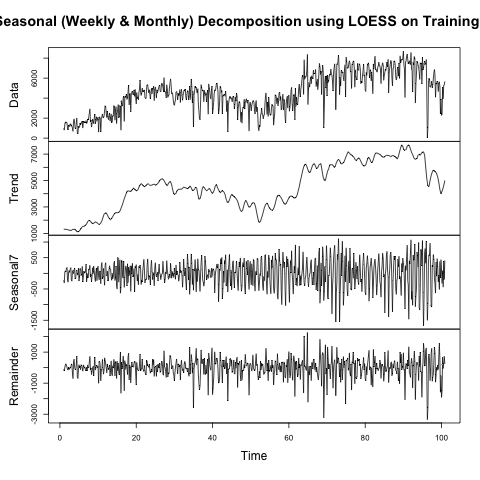 Seasonal (Weekly & Monthly) Decomposition using LOESS on Training
Data
6000
2000
0
Trend
7000
5000
3000
1000
Seasonal7
500
-500
-1500
Remainder
1000
-1000
-3000
0 20 40 60 80 100
Time